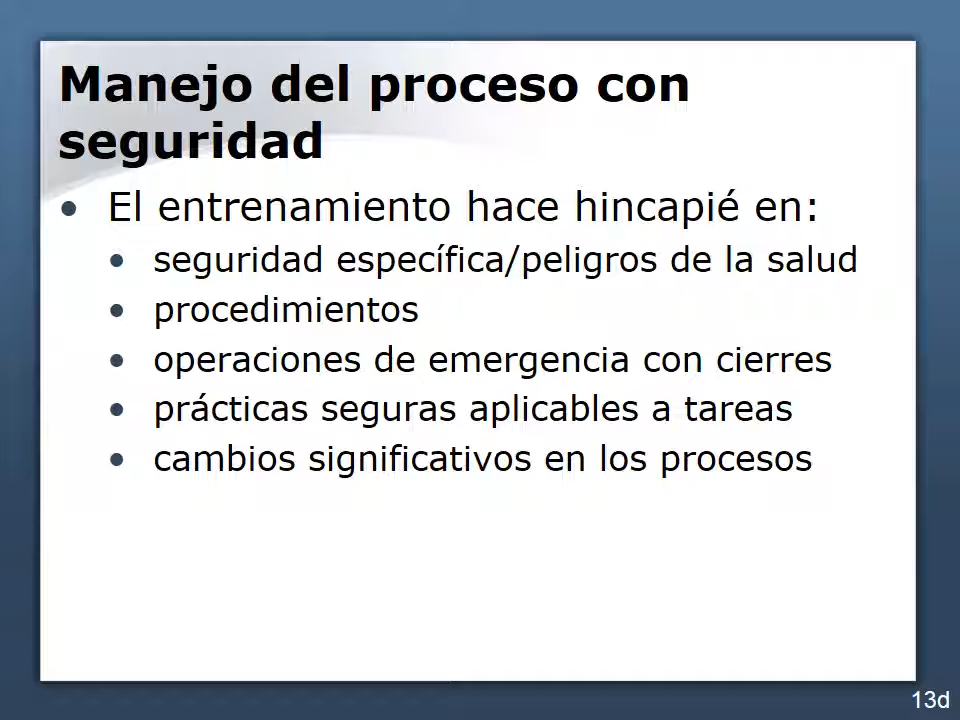 Manejo del proceso con
seguridad
• El entrenamiento hace hincapié en:
• seguridad específica/peligros de la salud
• procedimientos
• operaciones de emergencia con cierres
• prácticas seguras aplicables a tareas
• cambios significativos en los procesos
13d